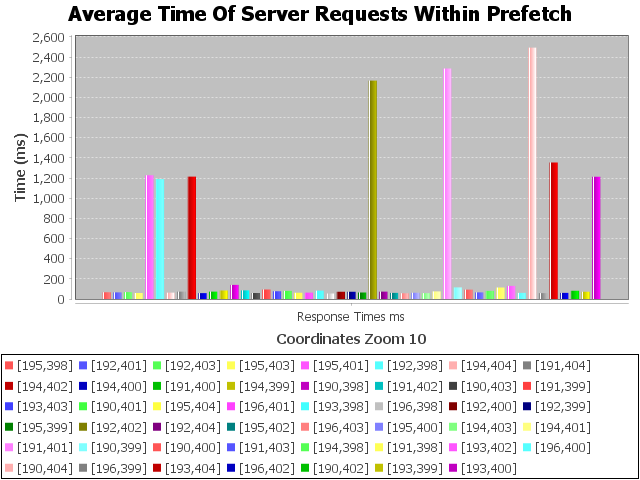 Average Time Of Server Requests Within Prefetch
2,600
2,400
2,200
2,000
1,800
1,600
1,400
1,200
1,000
800
600
400
200
0
Time (ms)
Response Times ms
Coordinates Zoom 10
[195,398] [192,401] [192,403] [195,403] [195,401] [192,398] [194,404] [191,404]
[194,402] [194,400] [191,400] [194,399] [190,398] [191,402] [190,403] [191,399]
[193,403] [190,401] [195,404] [196,401] [193,398] [196,398] [192,400] [192,399]
[195,399] [192,402] [192,404] [195,402] [196,403] [195,400] [194,403] [194,401]
[191,401] [190,399] [190,400] [191,403] [194,398] [191,398] [193,402] [196,400]
[190,404] [196,399] [193,404] [196,402] [190,402] [193,399] [193,400]